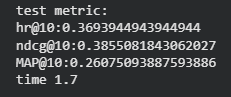 test metric:
hr@10:0.3693944943944944
ndcg@10:0.3855081843062027
MAP@10:0.26075093887593886
time 1.7